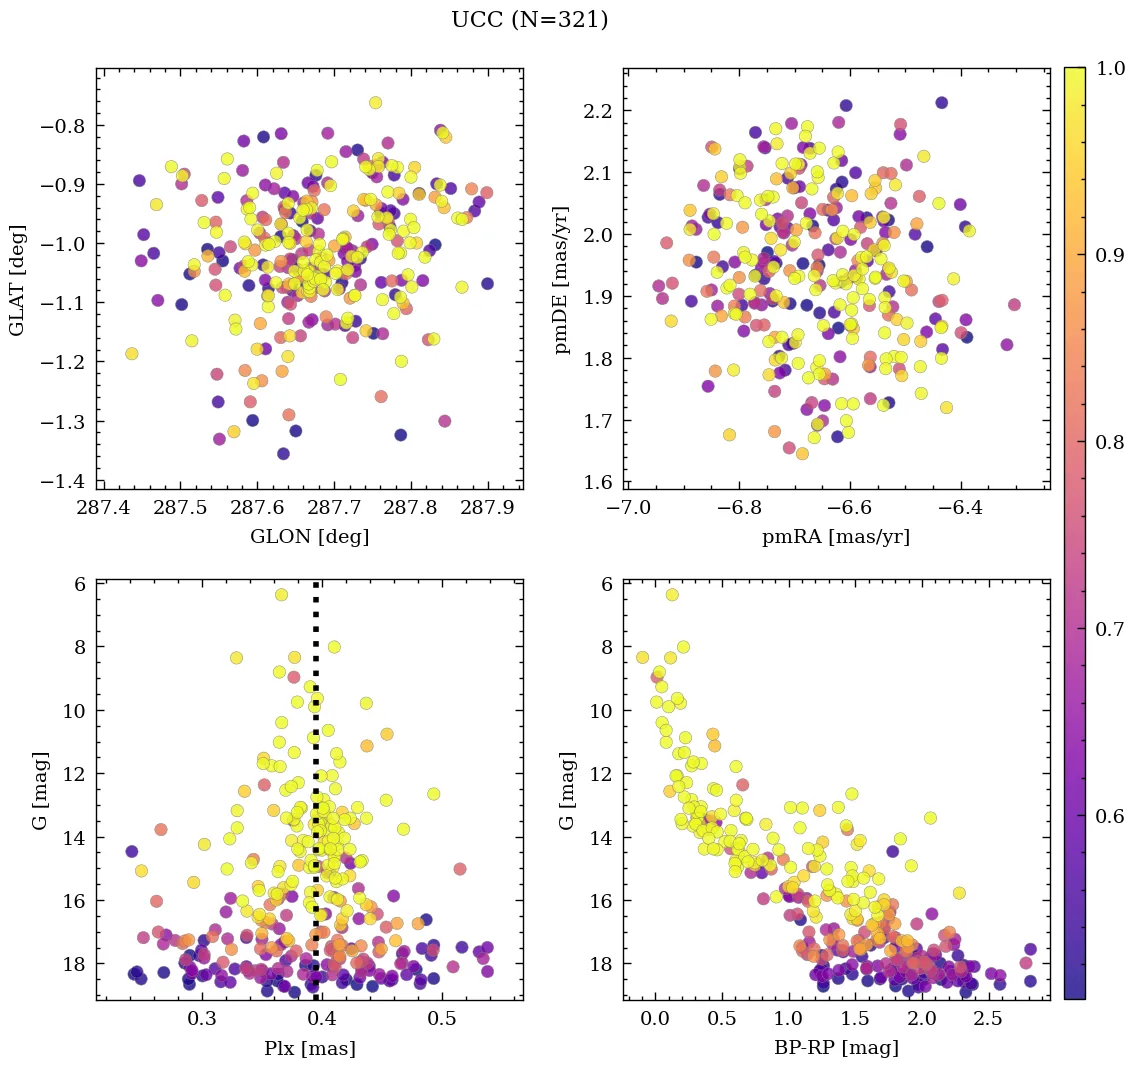 UCC (N=321)
−0.8
−0.9
−1.0
−1.1
−1.2
−1.3
−1.4
GLAT [deg]
287.4 287.5 287.6 287.7 287.8 287.9
GLON [deg]
2.2
2.1
2.0
1.9
1.8
1.7
1.6
pmDE [mas/yr]
−7.0 −6.8 −6.6 −6.4
pmRA [mas/yr]
1.0
0.9
0.8
0.7
0.6
6
8
10
12
14
16
18
G [mag]
0.3 0.4 0.5
Plx [mas]
6
8
10
12
14
16
18
G [mag]
0.0 0.5 1.0 1.5 2.0 2.5
BP-RP [mag]